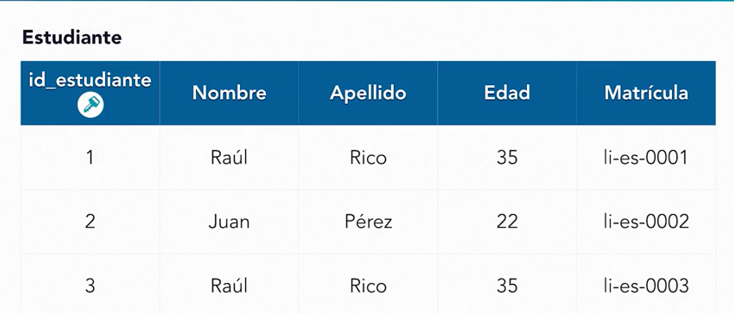 Estudiante
id_estudiante Nombre Apellido Edad Matrícula
1 Raúl Rico 35 li-es-0001
2 Juan Pérez 22 li-es-0002
3 Raúl Rico 35 li-es-0003